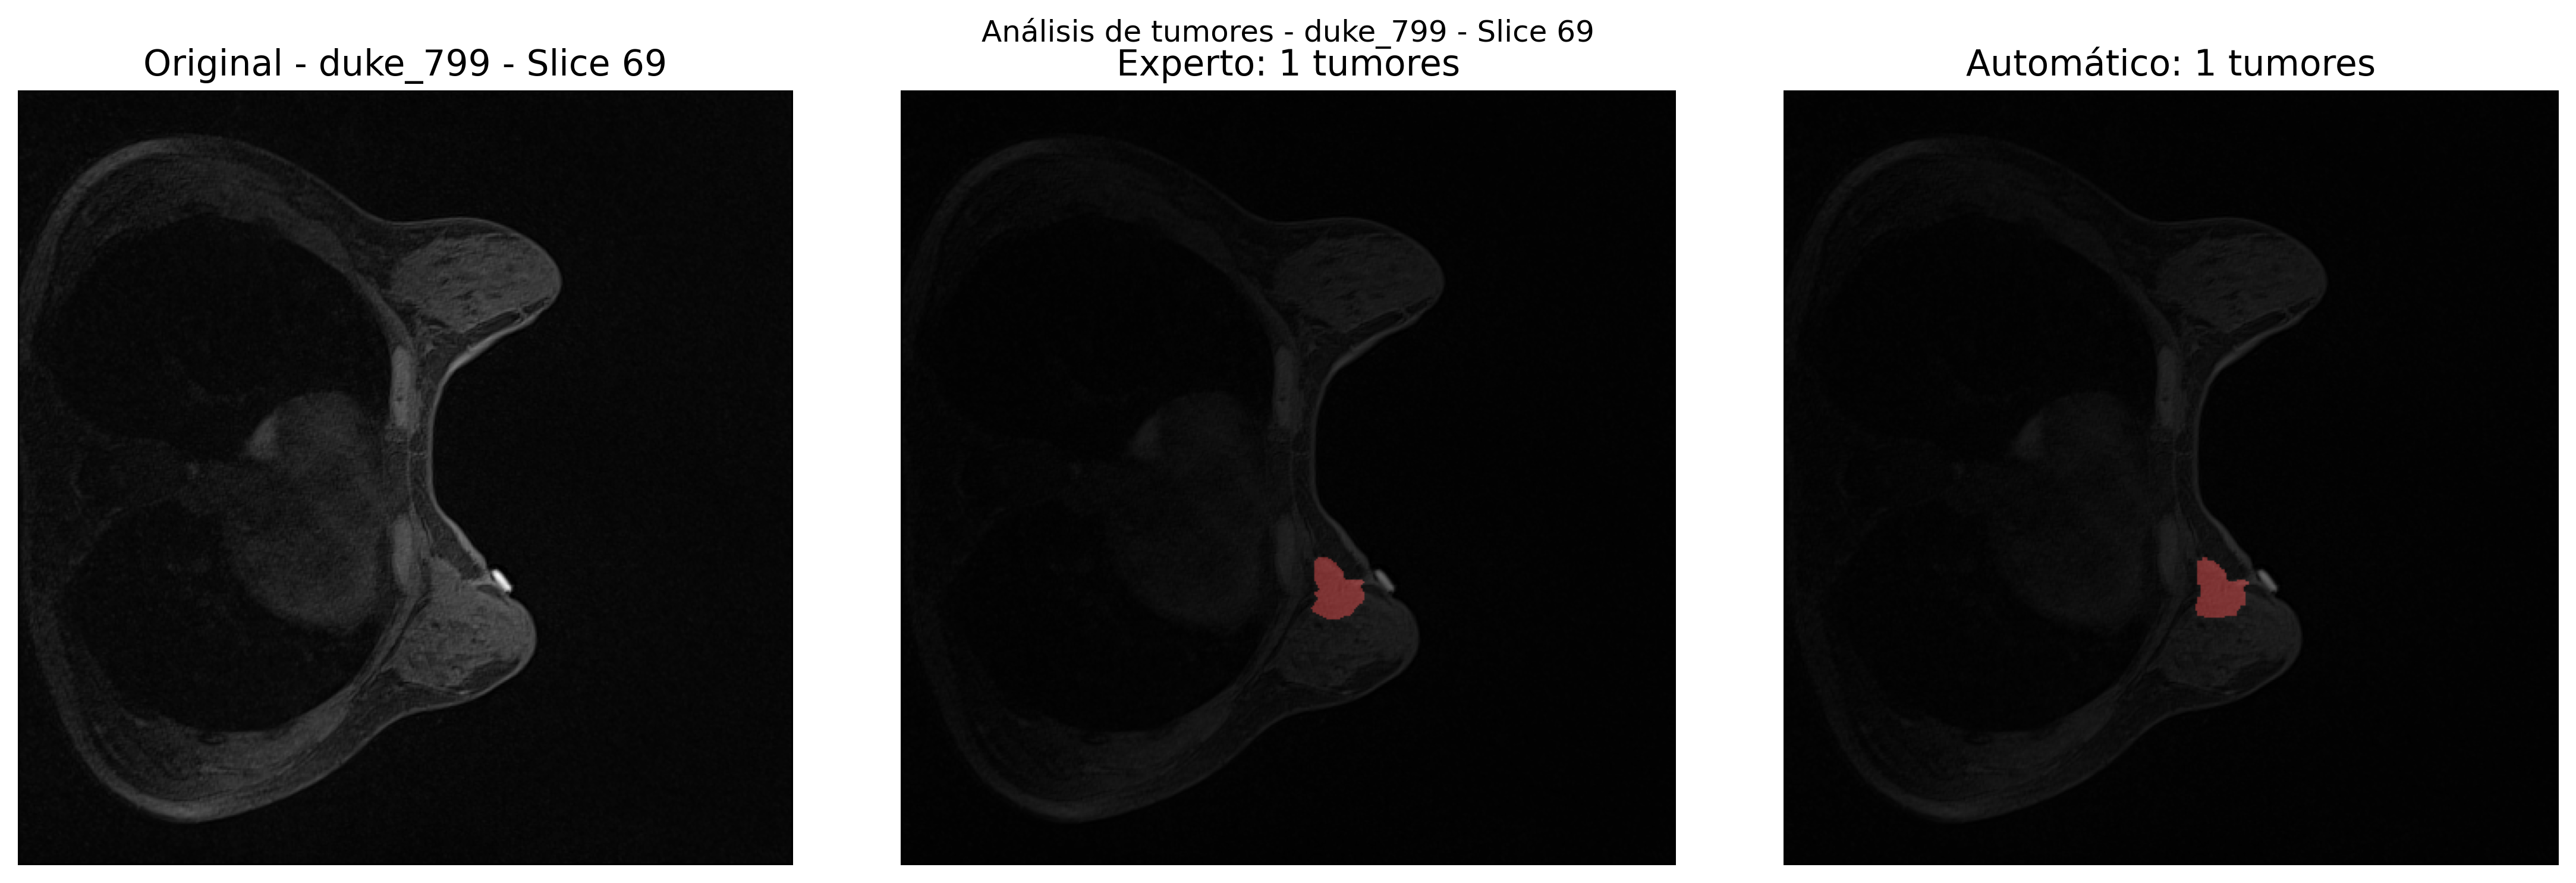 Análisis de tumores - duke_799 - Slice 69
Original - duke_799 - Slice 69
Experto: 1 tumores
Automático: 1 tumores